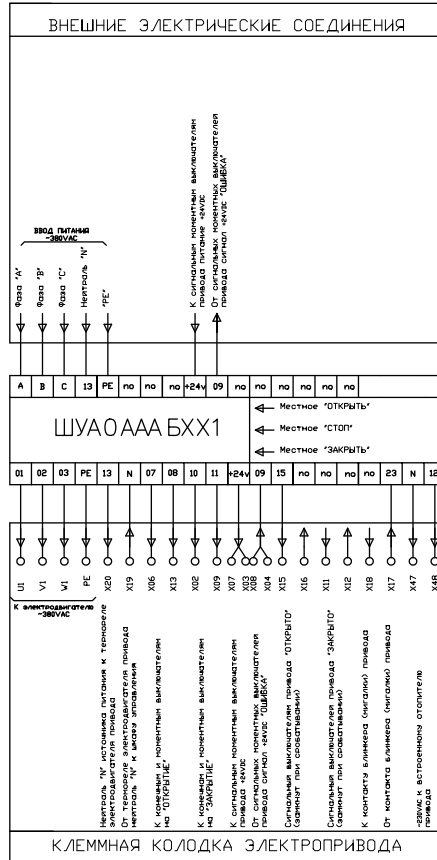 ВНЕШНИЕ ЭЛЕКТРИЧЕСКИЕ СОЕДИНЕНИЯ
ВВОД ПИТАНИЯ
~380VAC
Фаза "A"
Фаза "B"
Фаза "C"
Нейтраль "N"
"PE"
К сигнальным моментным выключателям
привода питание +24VDC
От сигнальных моментных выключателей
привода сигнал +24VDC "ОШИБКА"
A B C 13 PE no no no +24v 09 no no no no no no
ШУАОАААБХХ1
Местное "ОТКРЫТЬ"
Местное "СТОП"
Местное "ЗАКРЫТЬ"
01 02 03 PE 13 N 07 08 10 11 +24v 09 15 no no no no 23 N 12
U1 V1 W1 PE X20 X19 X06 X13 X02 X09 X07 X03 X08 X04 X15 X16 X11 X12 X18 X17 X47 X48
К электродвигателю
~380VAC
Нейтраль "N" источника питания к термореле
электродвигателя привода
От термореле электродвигателя привода
нейтраль "N" к шкафу управления
К конечным и моментным выключателям
на "ОТКРЫТИЕ"
К конечным и моментным выключателям
на "ЗАКРЫТИЕ"
К сигнальным моментным выключателям
привода +24VDC
От сигнальных моментных выключателей
привода сигнал +24VDC "ОШИБКА"
Сигнальный выключателям привода "ОТКРЫТО"
(замкнут при срабатывании)
Сигнальный выключателей привода "ЗАКРЫТО"
(замкнут при срабатывании)
К контакту блинкера (мигалки) привода
От контакта блинкера (мигалки) привода
~230VAC к встроенному отопителю
привода
КЛЕММНАЯ КОЛОДКА ЭЛЕКТРОПРИВОДА